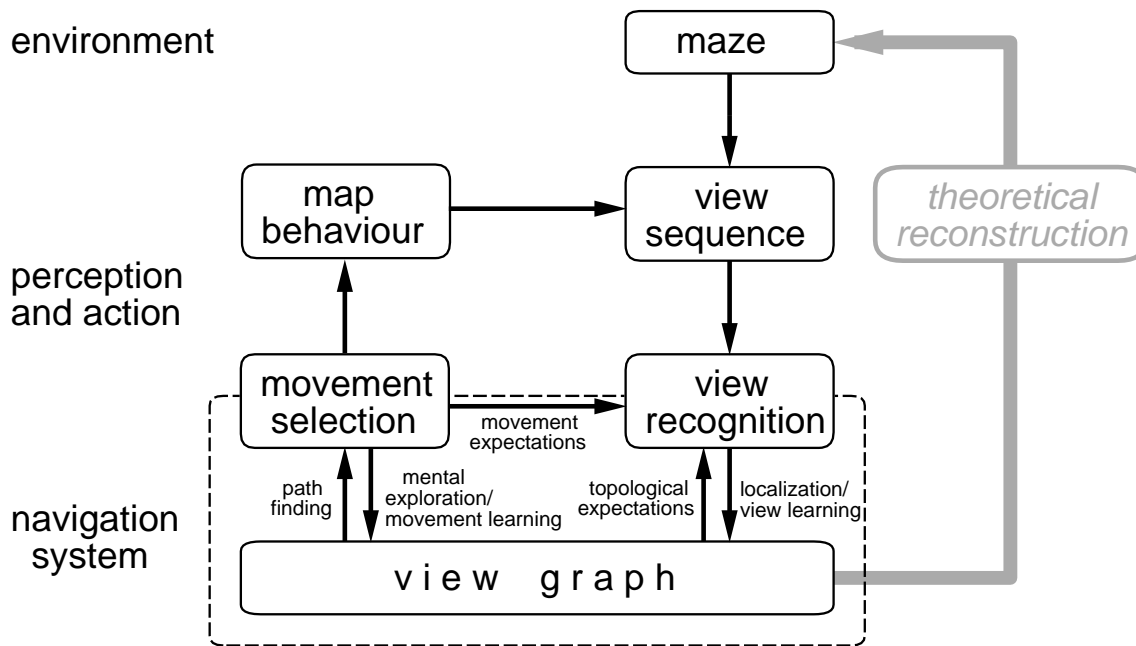 environment
maze
map
behaviour
view
sequence
theoretical
reconstruction
perception
and action
movement
selection
view
recognition
movement
expectations
path
finding
mental
exploration/
movement learning
topological
expectations
localization/
view learning
navigation
system
view graph